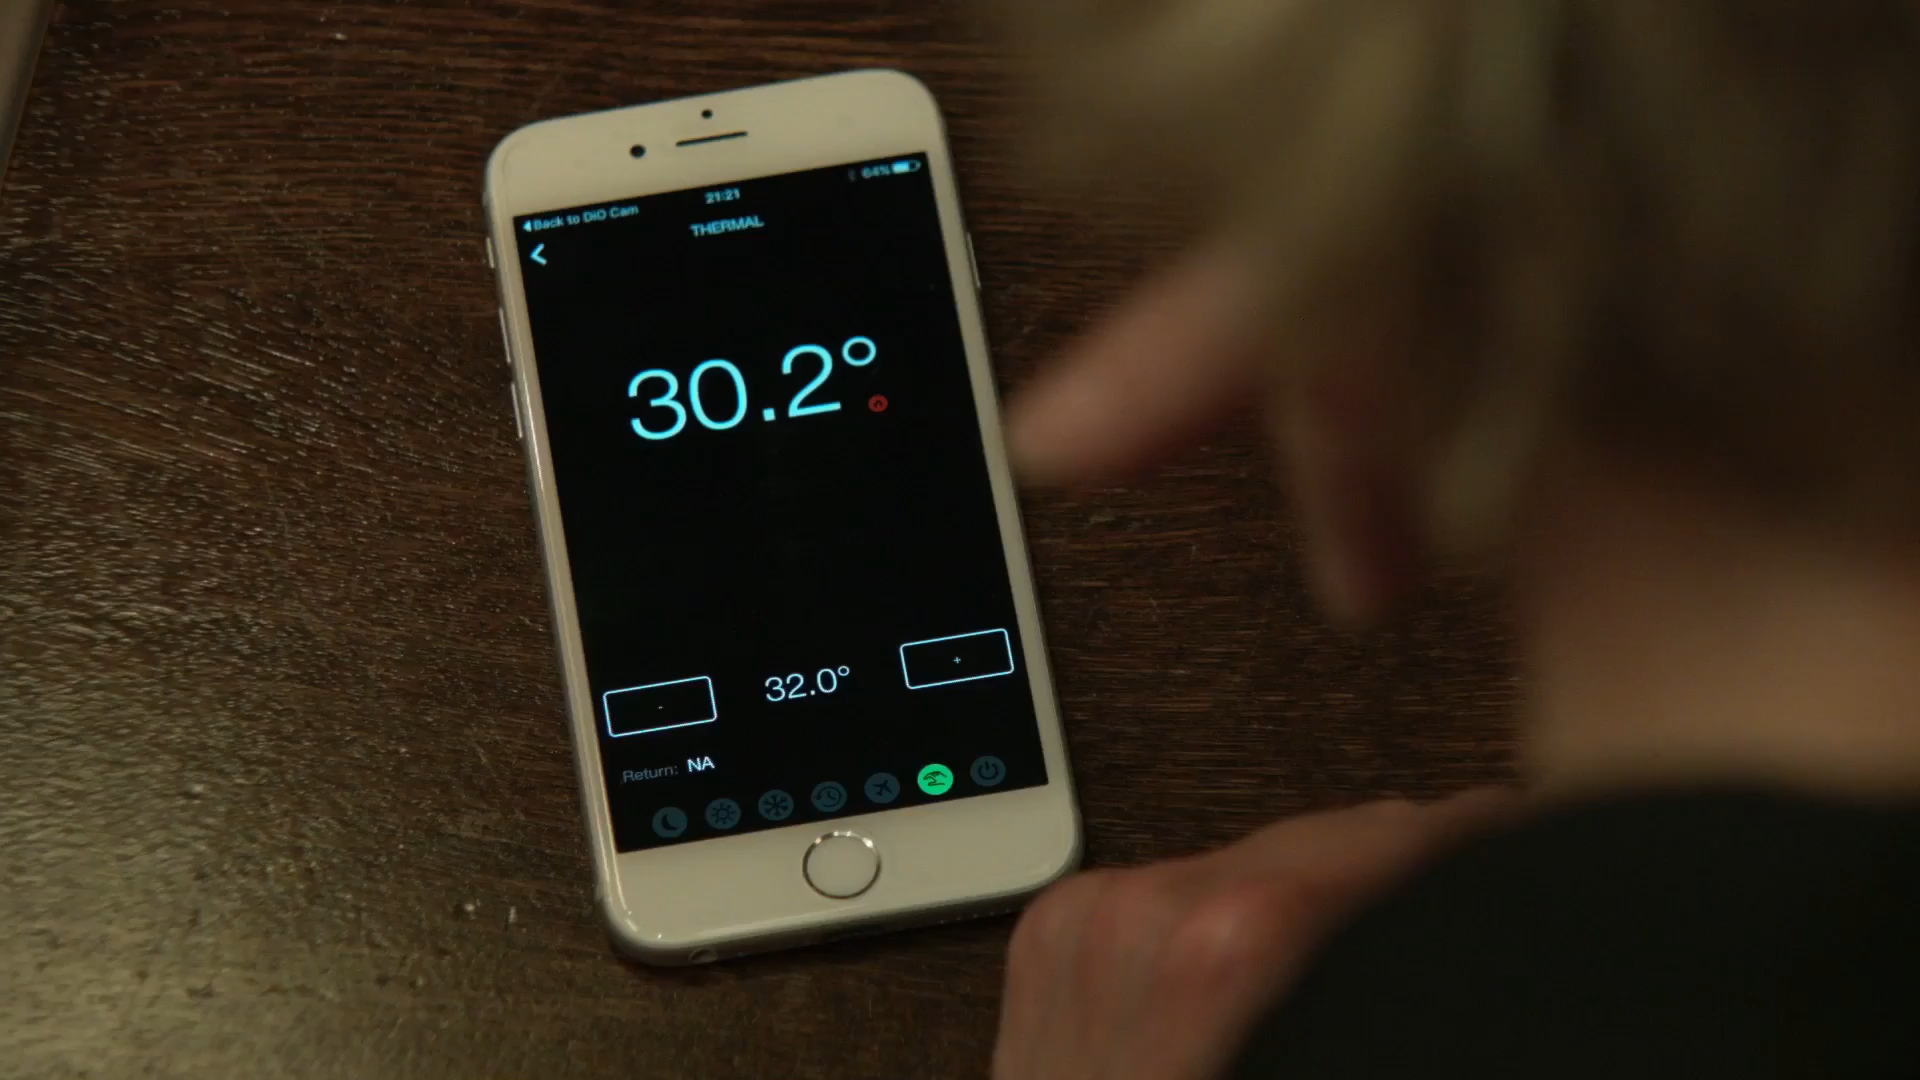 Back to DiO Cam
21:21
64%
THERMAL
30.2°
-
32.0°
+
Return: NA